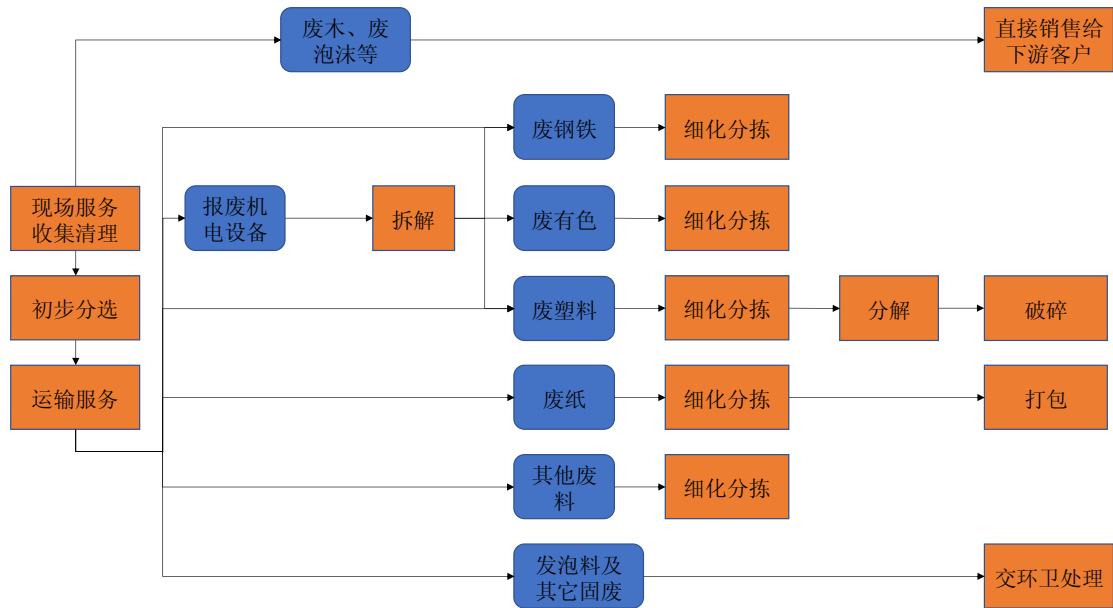 废木、废
泡沫等
直接销售给
下游客户
废钢铁
细化分拣
现场服务
收集清理
报废机
电设备
拆解
废有色
细化分拣
初步分选
废塑料
细化分拣
分解
破碎
运输服务
废纸
细化分拣
打包
其他废
料
细化分拣
发泡料及
其它固废
交环卫处理